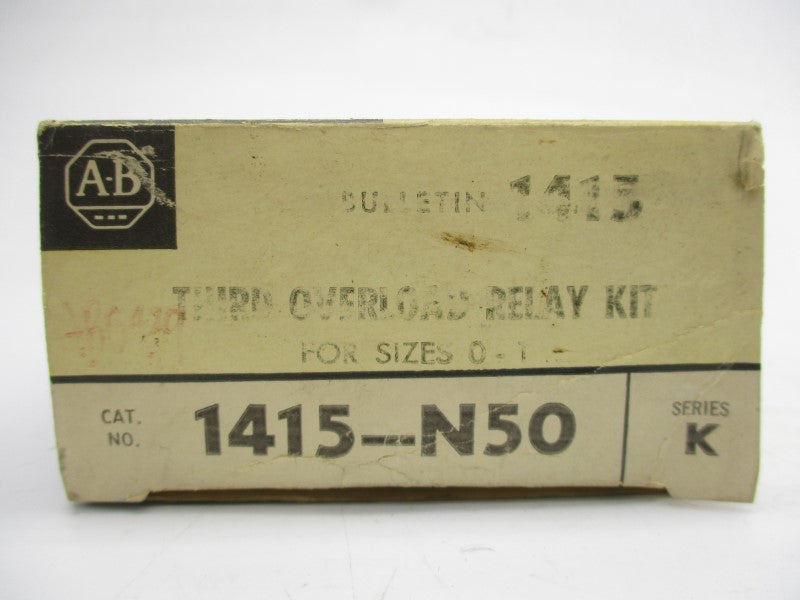 A-B
BULLETIN 1415
THIRD OVERLOAD RELAY KIT
FOR SIZES 0 - 1
CAT. NO. 1415-N50
SERIES K